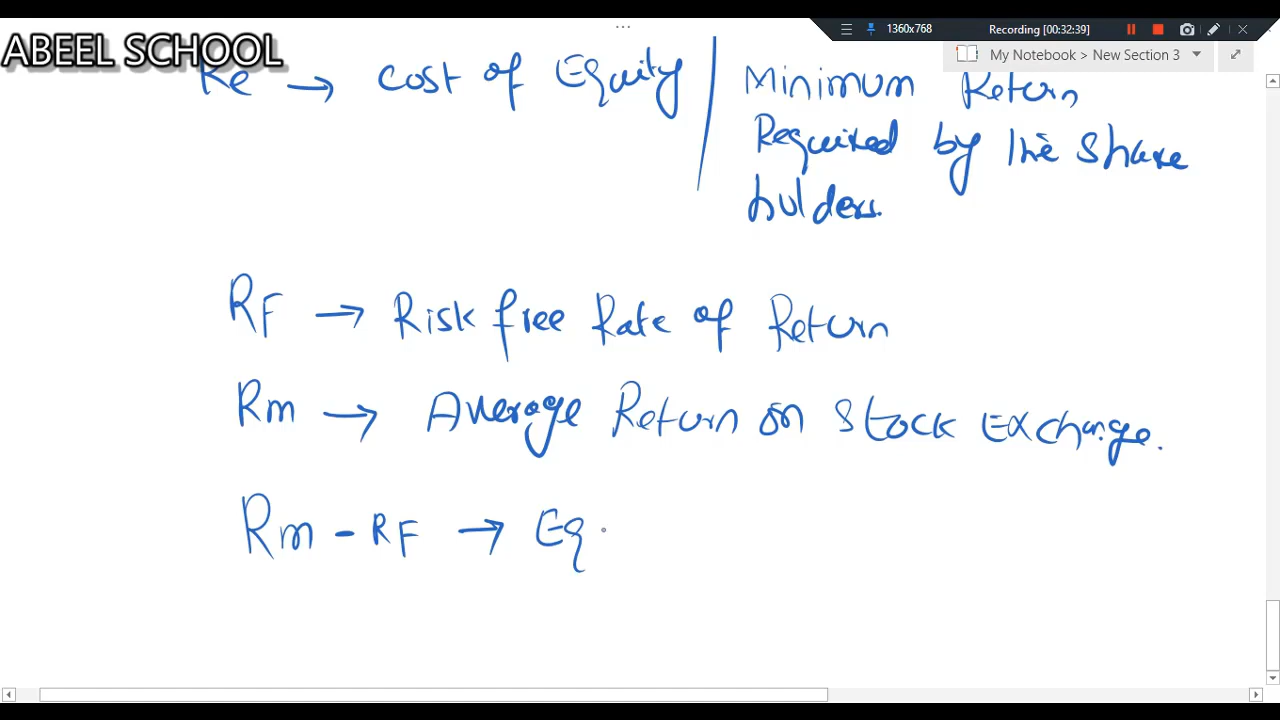 1360x768
Recording [00:32:39]
ABEEL SCHOOL
My Notebook > New Section 3
Ke → Cost of Equity | Minimum Return
Required by the Share
holders.
RF → Risk free Rate of Return
Rm → Average Return on Stock Exchange.
Rm - RF → Eq